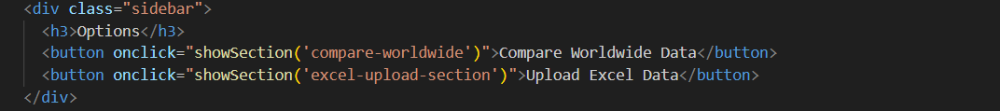 <div class="sidebar">
<h3>Options</h3>
<button onclick="showSection('compare-worldwide')">Compare Worldwide Data</button>
<button onclick="showSection('excel-upload-section')">Upload Excel Data</button>
</div>